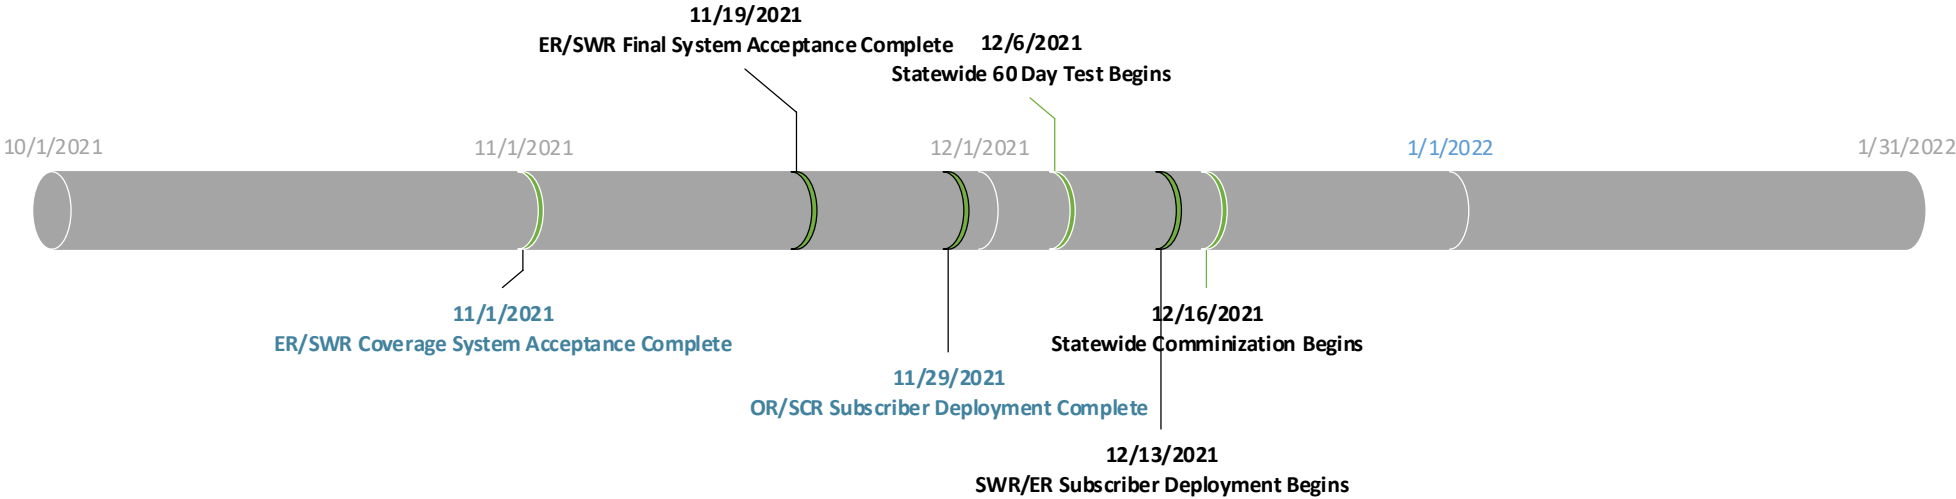 11/19/2021
ER/SWR Final System Acceptance Complete
12/6/2021
Statewide 60 Day Test Begins
10/1/2021
11/1/2021
12/1/2021
1/1/2022
1/31/2022
11/1/2021
ER/SWR Coverage System Acceptance Complete
12/16/2021
Statewide Comminization Begins
11/29/2021
OR/SCR Subscriber Deployment Complete
12/13/2021
SWR/ER Subscriber Deployment Begins